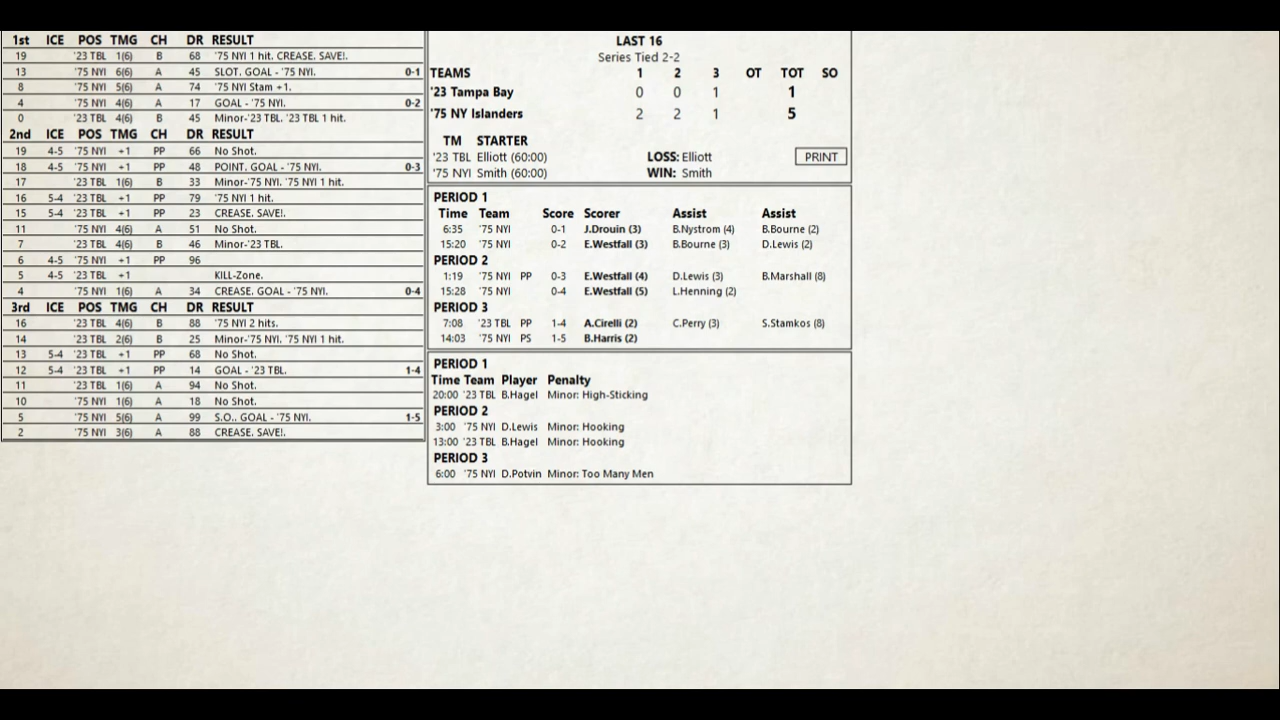 1st ICE POS TMG CH DR RESULT
19 '23 TBL 1(6) B 68 '75 NYI 1 hit. CREASE. SAVE!.
13 '75 NYI 6(6) A 45 SLOT. GOAL - '75 NYI. 0-1
8 '75 NYI 5(6) A 74 '75 NYI Stam +1.
4 '75 NYI 4(6) A 17 GOAL - '75 NYI. 0-2
0 '23 TBL 4(6) B 45 Minor-'23 TBL. '23 TBL 1 hit.
2nd ICE POS TMG CH DR RESULT
19 4-5 '75 NYI +1 PP 66 No Shot.
18 4-5 '75 NYI +1 PP 48 POINT. GOAL - '75 NYI. 0-3
17 '23 TBL 1(6) B 33 Minor-'75 NYI. '75 NYI 1 hit.
16 5-4 '23 TBL +1 PP 79 '75 NYI 1 hit.
15 5-4 '23 TBL +1 PP 23 CREASE. SAVE!.
11 '75 NYI 4(6) A 51 No Shot.
7 '23 TBL 4(6) B 46 Minor-'23 TBL.
6 4-5 '75 NYI +1 PP 96
5 4-5 '23 TBL +1 KILL-Zone.
4 '75 NYI 1(6) A 34 CREASE. GOAL - '75 NYI. 0-4
3rd ICE POS TMG CH DR RESULT
16 '23 TBL 4(6) B 88 '75 NYI 2 hits.
14 '23 TBL 2(6) B 25 Minor-'75 NYI. '75 NYI 1 hit.
13 5-4 '23 TBL +1 PP 68 No Shot.
12 5-4 '23 TBL +1 PP 14 GOAL - '23 TBL. 1-4
11 '23 TBL 1(6) A 94 No Shot.
10 '75 NYI 1(6) A 18 No Shot.
5 '75 NYI 5(6) A 99 S.O.. GOAL - '75 NYI. 1-5
2 '75 NYI 3(6) A 88 CREASE. SAVE!.
LAST 16
Series Tied 2-2
TEAMS 1 2 3 OT TOT SO
'23 Tampa Bay 0 0 1 1
'75 NY Islanders 2 2 1 5
TM STARTER
'23 TBL Elliott (60:00) LOSS: Elliott PRINT
'75 NYI Smith (60:00) WIN: Smith
PERIOD 1
Time Team Score Scorer Assist Assist
6:35 '75 NYI 0-1 J.Drouin (3) B.Nystrom (4) B.Bourne (2)
15:20 '75 NYI 0-2 E.Westfall (3) B.Bourne (3) D.Lewis (2)
PERIOD 2
1:19 '75 NYI PP 0-3 E.Westfall (4) D.Lewis (3) B.Marshall (8)
15:28 '75 NYI 0-4 E.Westfall (5) L.Henning (2)
PERIOD 3
7:08 '23 TBL PP 1-4 A.Cirelli (2) C.Perry (3) S.Stamkos (8)
14:03 '75 NYI PS 1-5 B.Harris (2)
PERIOD 1
Time Team Player Penalty
20:00 '23 TBL B.Hagel Minor: High-Sticking
PERIOD 2
3:00 '75 NYI D.Lewis Minor: Hooking
13:00 '23 TBL B.Hagel Minor: Hooking
PERIOD 3
6:00 '75 NYI D.Potvin Minor: Too Many Men